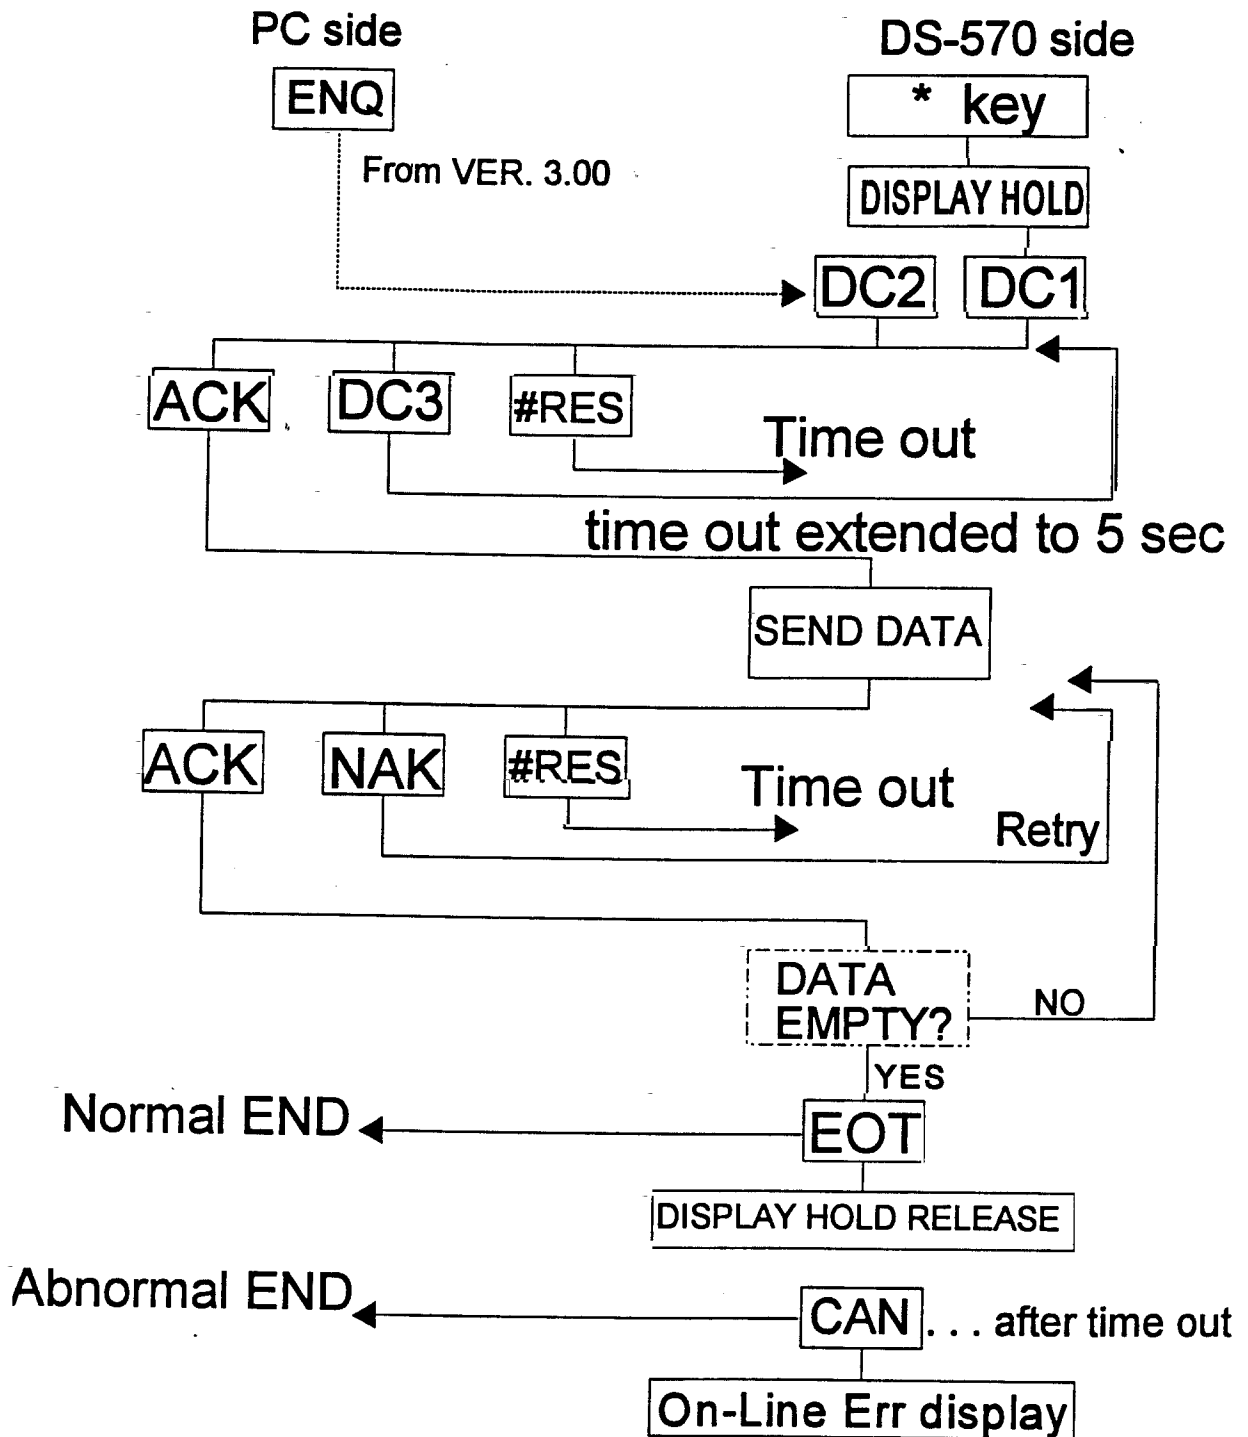 PC side
DS-570 side
ENQ
* key
From VER. 3.00
DISPLAY HOLD
DC2
DC1
ACK
DC3
#RES
Time out
time out extended to 5 sec
SEND DATA
ACK
NAK
#RES
Time out
Retry
DATA
EMPTY?
NO
YES
Normal END
EOT
DISPLAY HOLD RELEASE
Abnormal END
CAN . . . after time out
On-Line Err display